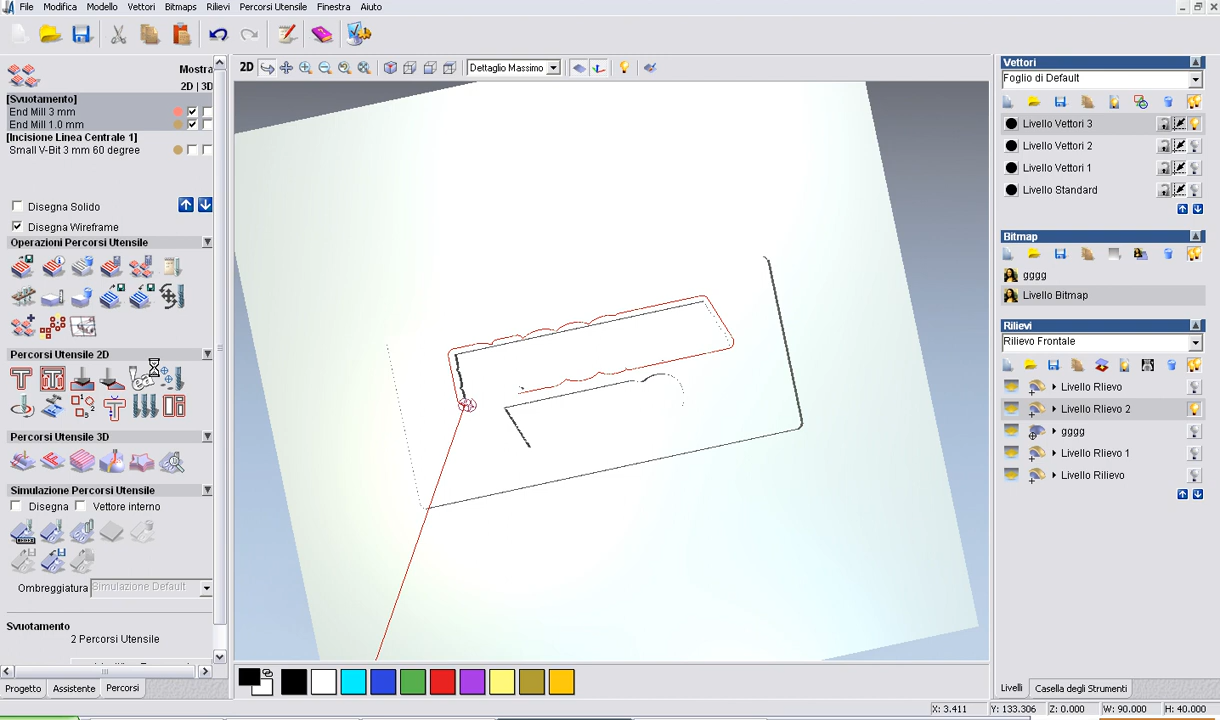 File Modifica Modello Vettori Bitmaps Rilievi Percorsi Utensile Finestra Aiuto
2D
Dettaglio Massimo
Mostra
2D | 3D
[Svuotamento]
End Mill 3 mm
End Mill 1.0 mm
[Incisione Linea Centrale 1]
Small V-Bit 3 mm 60 degree
Disegna Solido
Disegna Wireframe
Operazioni Percorsi Utensile
Percorsi Utensile 2D
Percorsi Utensile 3D
Simulazione Percorsi Utensile
Disegna Vettore interno
Ombreggiatura Simulazione Default
Svuotamento
2 Percorsi Utensile
Progetto Assistente Percorsi
Vettori
Foglio di Default
Livello Vettori 3
Livello Vettori 2
Livello Vettori 1
Livello Standard
Bitmap
gggg
Livello Bitmap
Rilievi
Rilievo Frontale
Livello Rlievo
Livello Rlievo 2
gggg
Livello Rlievo 1
Livello Rlievo
Livelli Casella degli Strumenti
X: 3.411 Y: 133.306 Z: 0.000 W: 90.000 H: 40.000